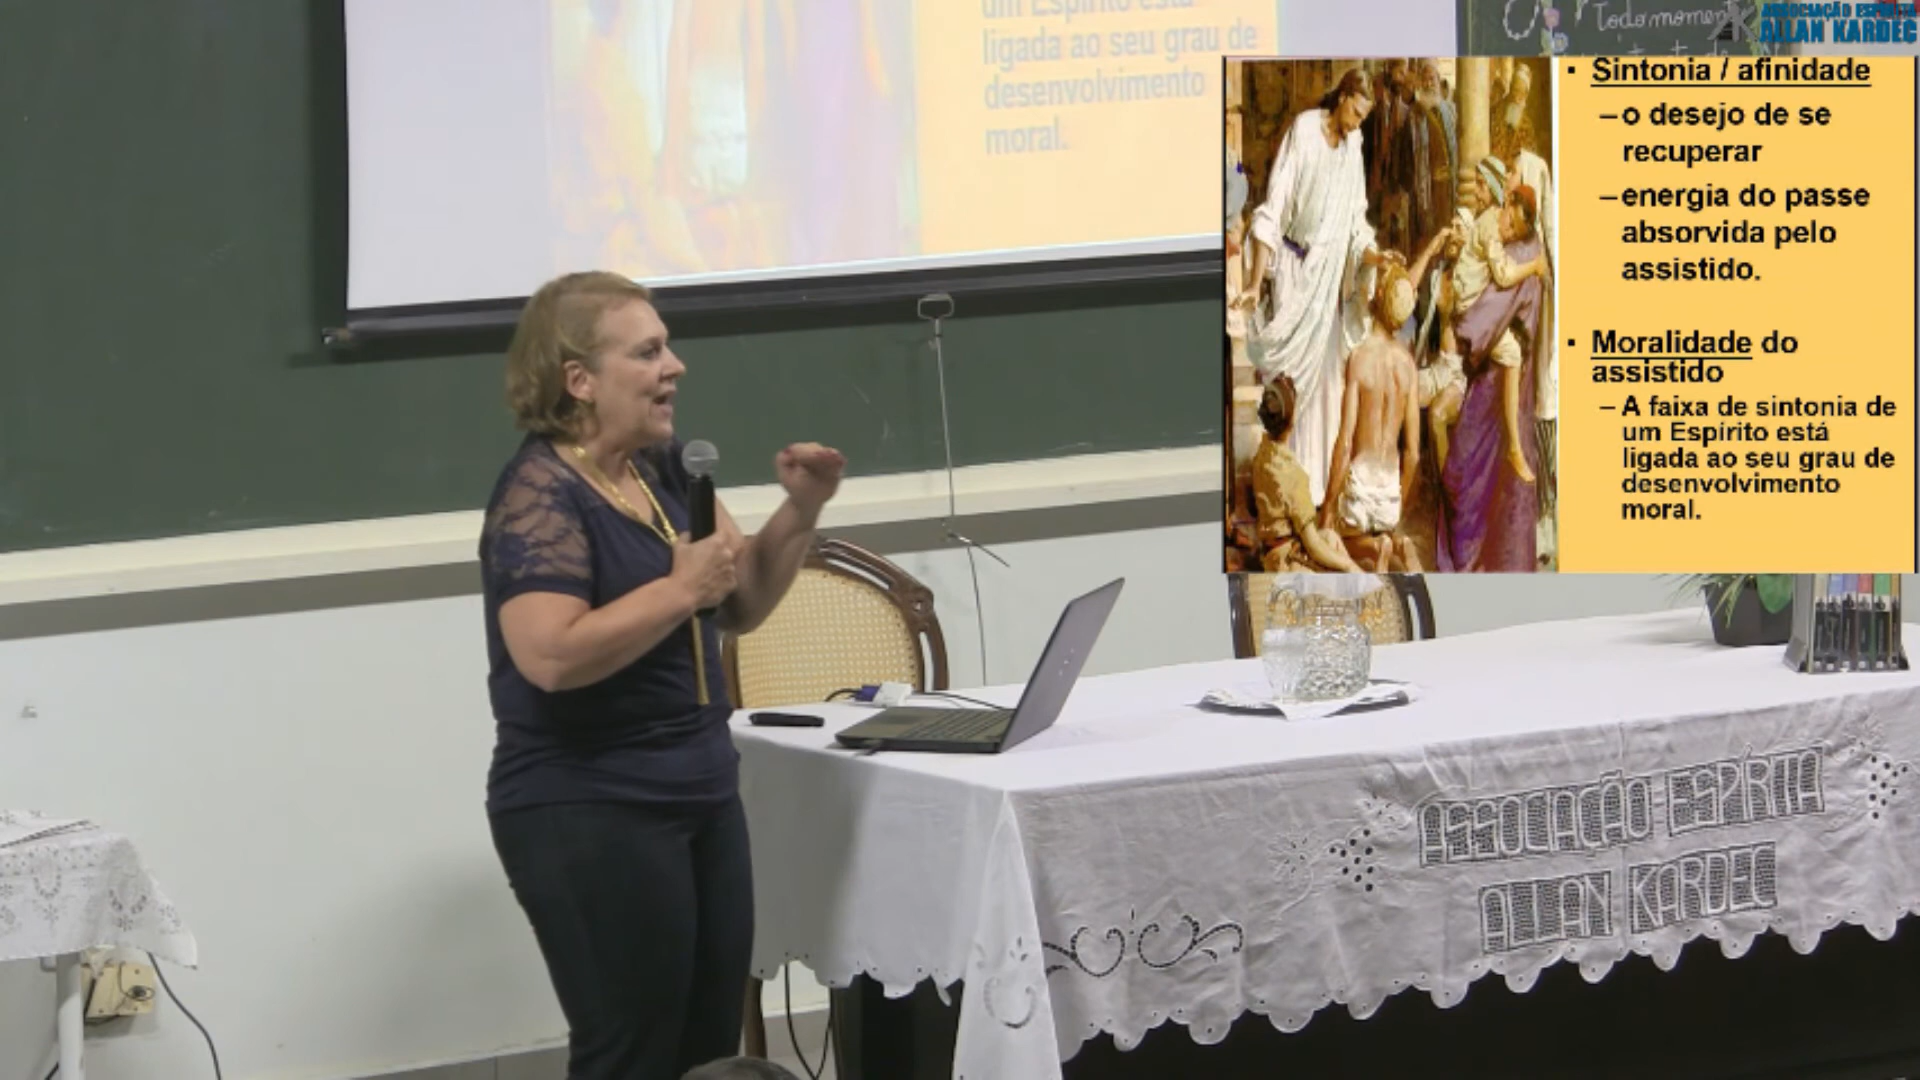 um Espírito está
ligada ao seu grau de
desenvolvimento
moral.
Todo momen
ASSOCIAÇÃO ESPÍRITA
ALLAN KARDEC
▪ Sintonia / afinidade
– o desejo de se
recuperar
– energia do passe
absorvida pelo
assistido.
▪ Moralidade do
assistido
– A faixa de sintonia de
um Espírito está
ligada ao seu grau de
desenvolvimento
moral.
ASSOCIAÇÃO ESPÍRITA
ALLAN KARDEC